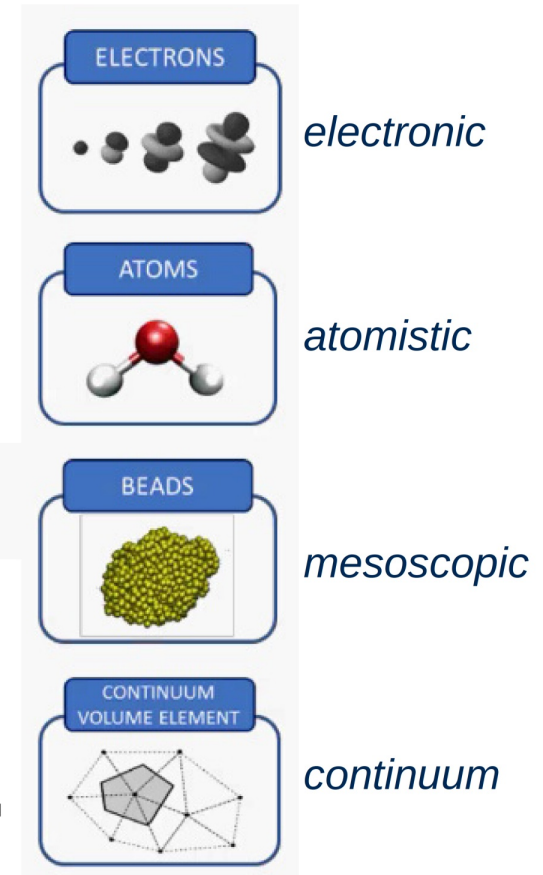 ELECTRONS
electronic
ATOMS
atomistic
BEADS
mesoscopic
CONTINUUM
VOLUME ELEMENT
continuum